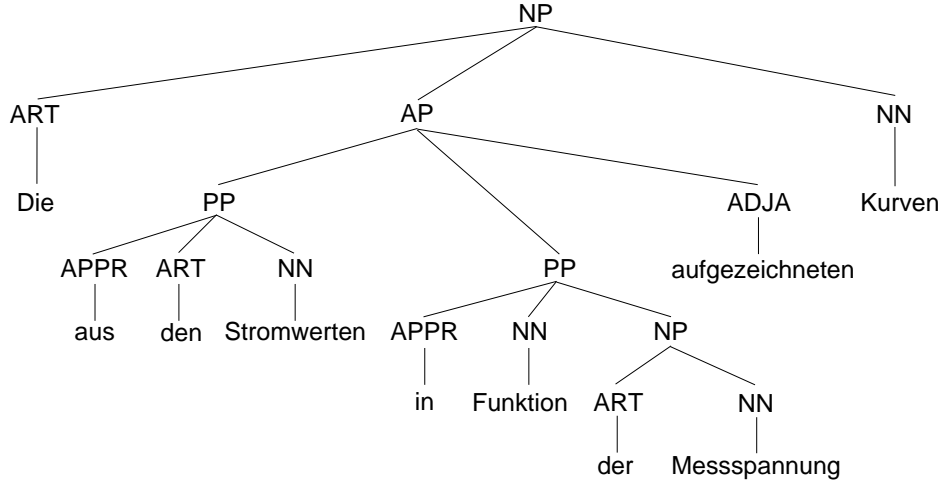 NP
ART AP NN
Die PP ADJA Kurven
APPR ART NN PP aufgezeichneten
aus den Stromwerten APPR NN NP
in Funktion ART NN
der Messspannung